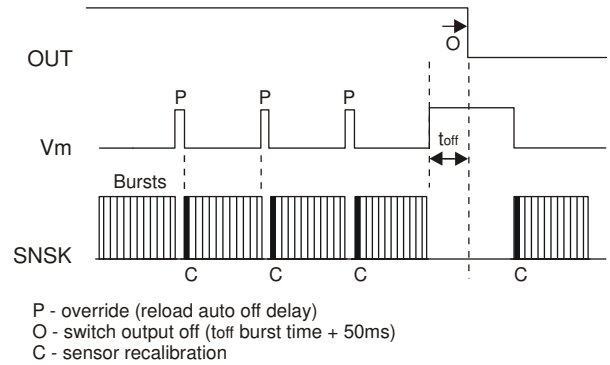 OUT
O
P P P
Vm
toff
Bursts
SNSK
C C C C
P - override (reload auto off delay)
O - switch output off (toff burst time + 50ms)
C - sensor recalibration